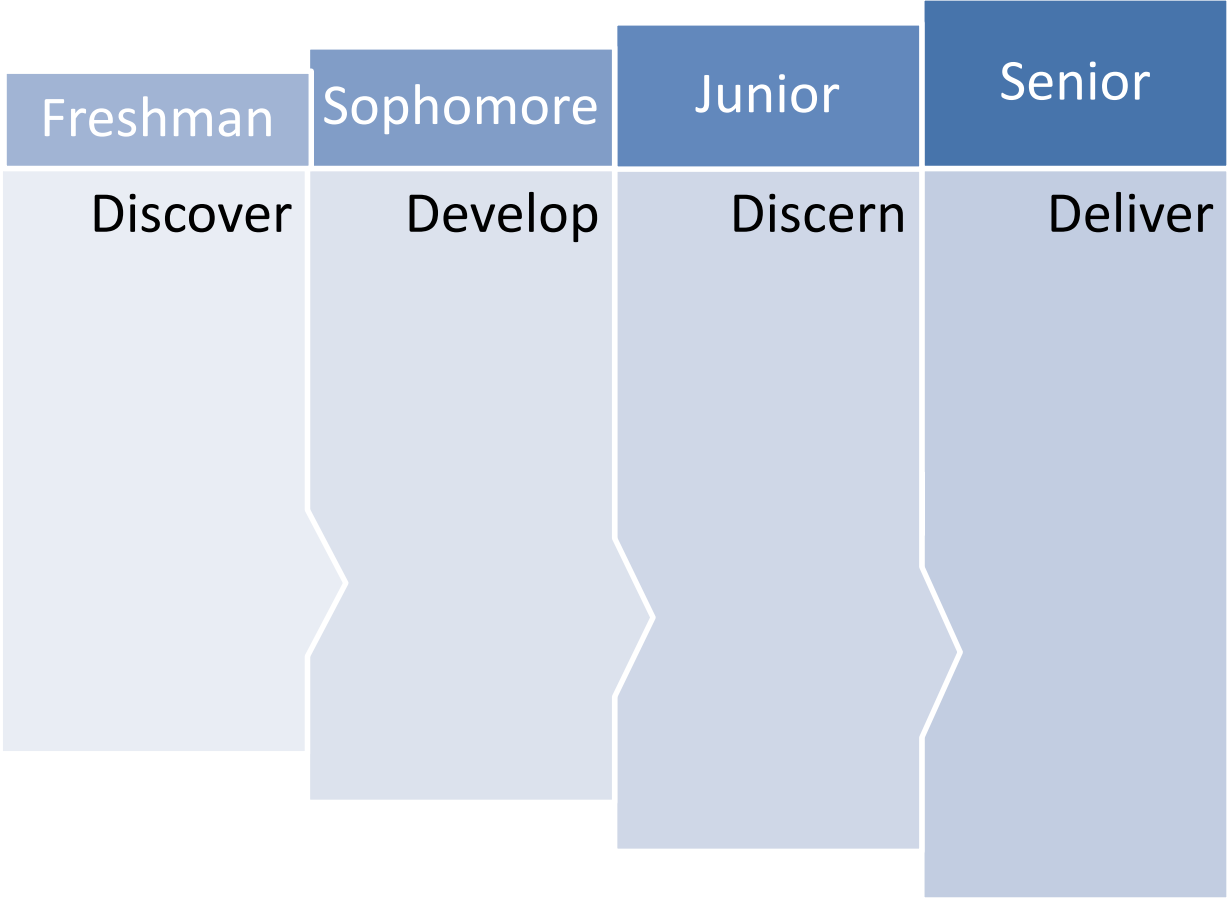 Freshman
Sophomore
Junior
Senior
Discover
Develop
Discern
Deliver